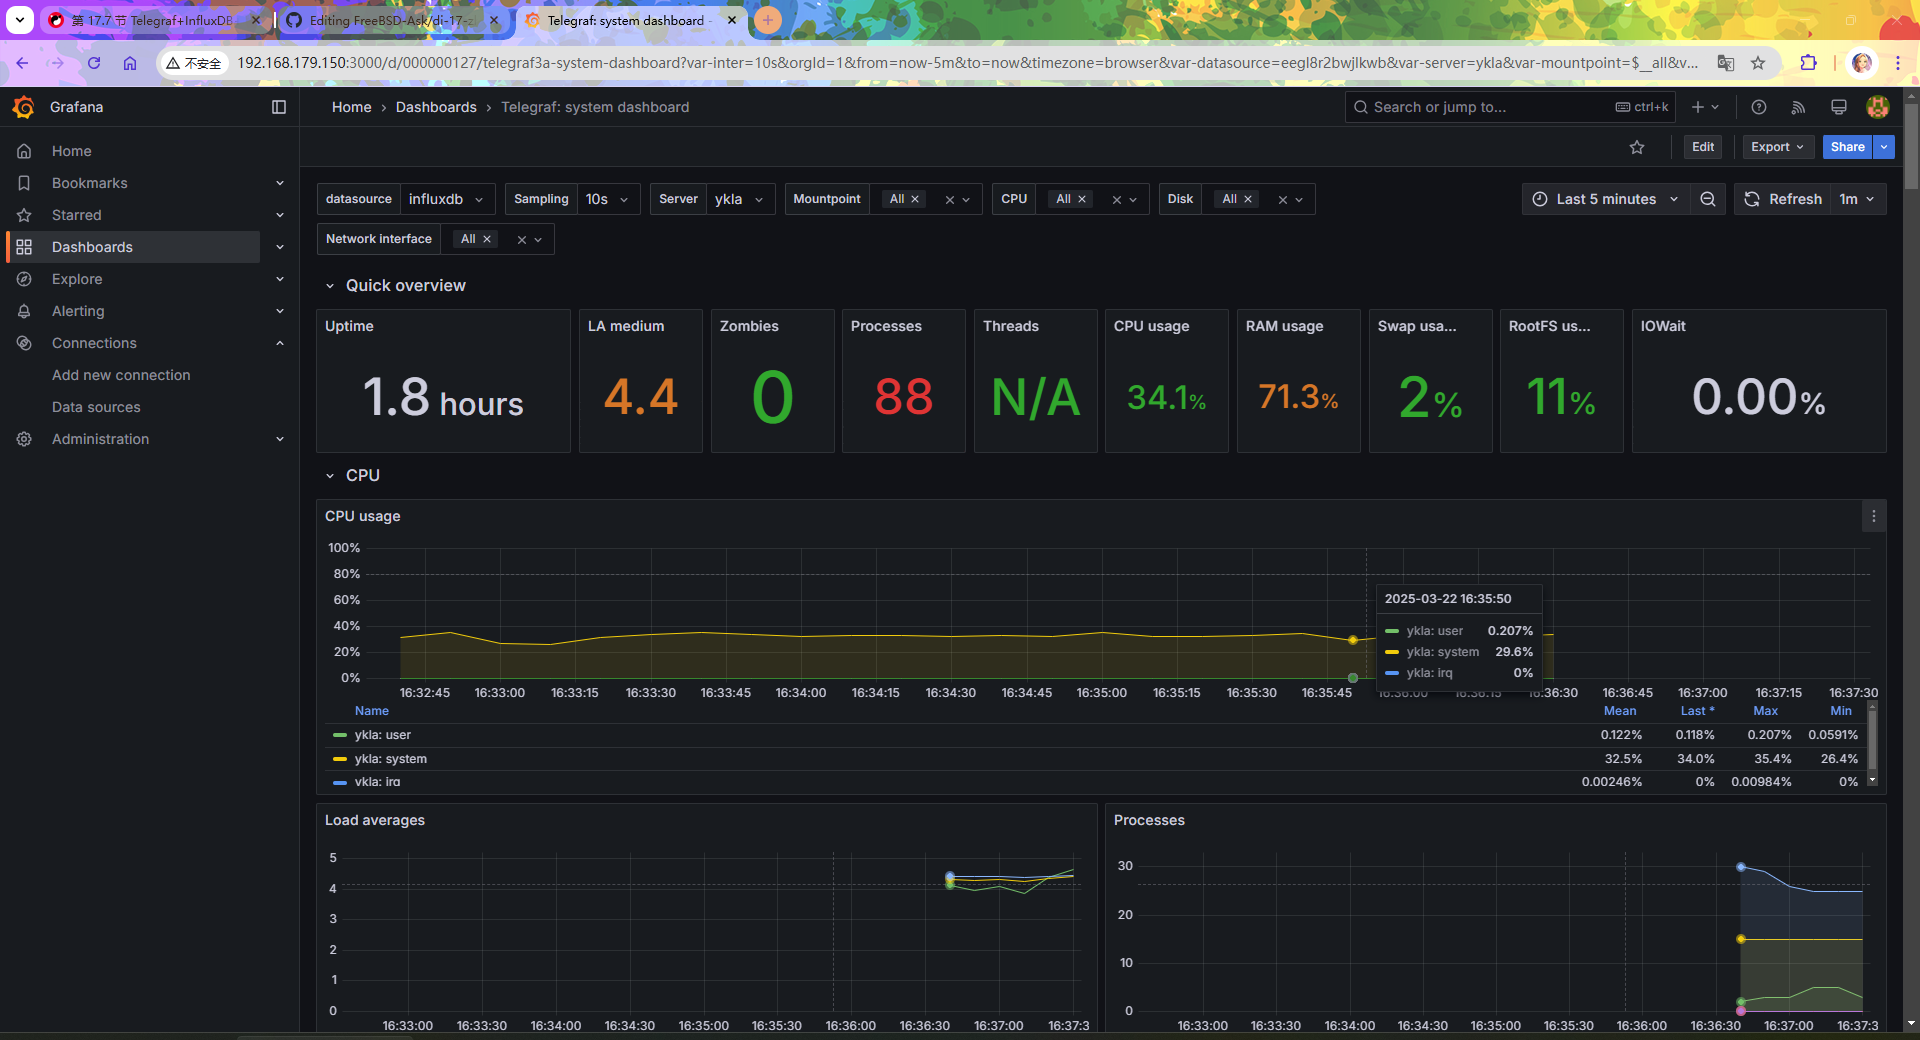 第 17.7 节 Telegraf+InfluxDB
Editing FreeBSD-Ask/di-17-z
Telegraf: system dashboard -
不安全
192.168.179.150:3000/d/000000127/telegraf3a-system-dashboard?var-inter=10s&orgId=1&from=now-5m&to=now&timezone=browser&var-datasource=eegl8r2bwjlkwb&var-server=ykla&var-mountpoint=$__all&v...
Grafana
Home › Dashboards › Telegraf: system dashboard
Search or jump to...
ctrl+k
Edit
Export
Share
Home
Bookmarks
Starred
Dashboards
Explore
Alerting
Connections
Add new connection
Data sources
Administration
datasource influxdb
Sampling 10s
Server ykla
Mountpoint All
CPU All
Disk All
Last 5 minutes
Refresh 1m
Network interface All
Quick overview
Uptime
1.8 hours
LA medium
4.4
Zombies
0
Processes
88
Threads
N/A
CPU usage
34.1%
RAM usage
71.3%
Swap usa...
2%
RootFS us...
11%
IOWait
0.00%
CPU
CPU usage
100%
80%
60%
40%
20%
0%
16:32:45 16:33:00 16:33:15 16:33:30 16:33:45 16:34:00 16:34:15 16:34:30 16:34:45 16:35:00 16:35:15 16:35:30 16:35:45 16:36:00 16:36:15 16:36:30 16:36:45 16:37:00 16:37:15 16:37:30
2025-03-22 16:35:50
ykla: user 0.207%
ykla: system 29.6%
ykla: irq 0%
Name Mean Last * Max Min
ykla: user 0.122% 0.118% 0.207% 0.0591%
ykla: system 32.5% 34.0% 35.4% 26.4%
ykla: irq 0.00246% 0% 0.00984% 0%
Load averages
5
4
3
2
1
0
16:33:00 16:33:30 16:34:00 16:34:30 16:35:00 16:35:30 16:36:00 16:36:30 16:37:00 16:37:3
Processes
30
20
10
0
16:33:00 16:33:30 16:34:00 16:34:30 16:35:00 16:35:30 16:36:00 16:36:30 16:37:00 16:37:3